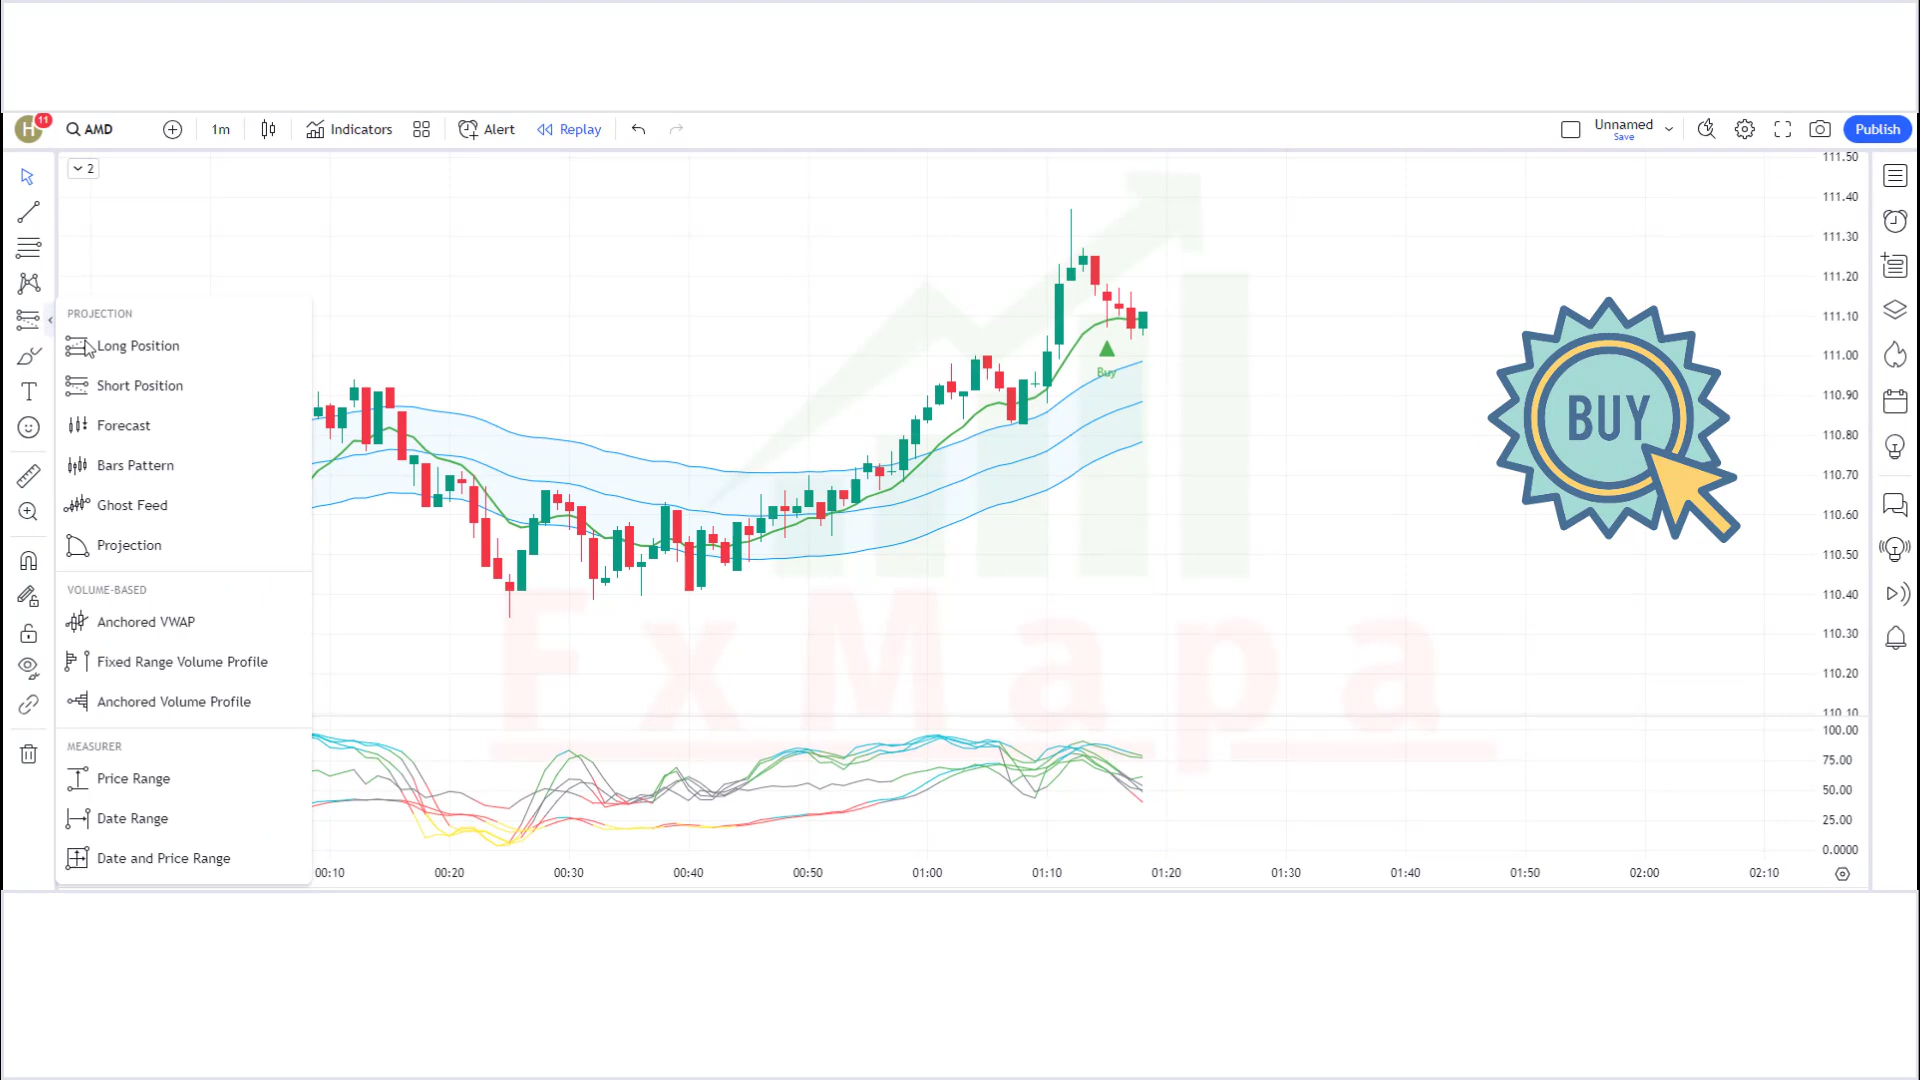 H
11
AMD
1m
Indicators
Alert
Replay
Unnamed
Save
Publish
2
PROJECTION
Long Position
Short Position
Forecast
Bars Pattern
Ghost Feed
Projection
VOLUME-BASED
Anchored VWAP
Fixed Range Volume Profile
Anchored Volume Profile
MEASURER
Price Range
Date Range
Date and Price Range
Buy
BUY
FxMapa
111.50
111.40
111.30
111.20
111.10
111.00
110.90
110.80
110.70
110.60
110.50
110.40
110.30
110.20
110.10
100.00
75.00
50.00
25.00
0.0000
00:10
00:20
00:30
00:40
00:50
01:00
01:10
01:20
01:30
01:40
01:50
02:00
02:10